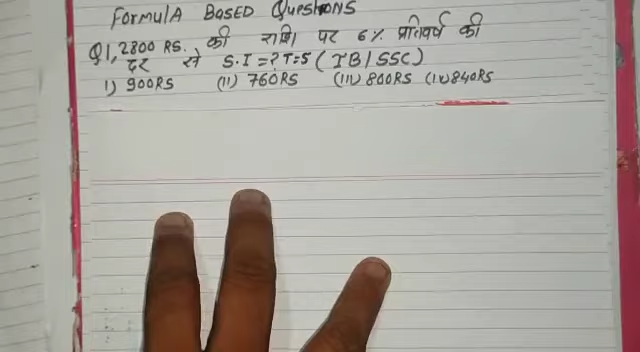 FORMULA BASED QUESTIONS
Q1, 2800 RS. की राशि पर 6% प्रतिवर्ष की
दर से S.I =? T=5 (IB/SSC)
I) 900RS (II) 760RS (III) 800RS (IV) 840RS